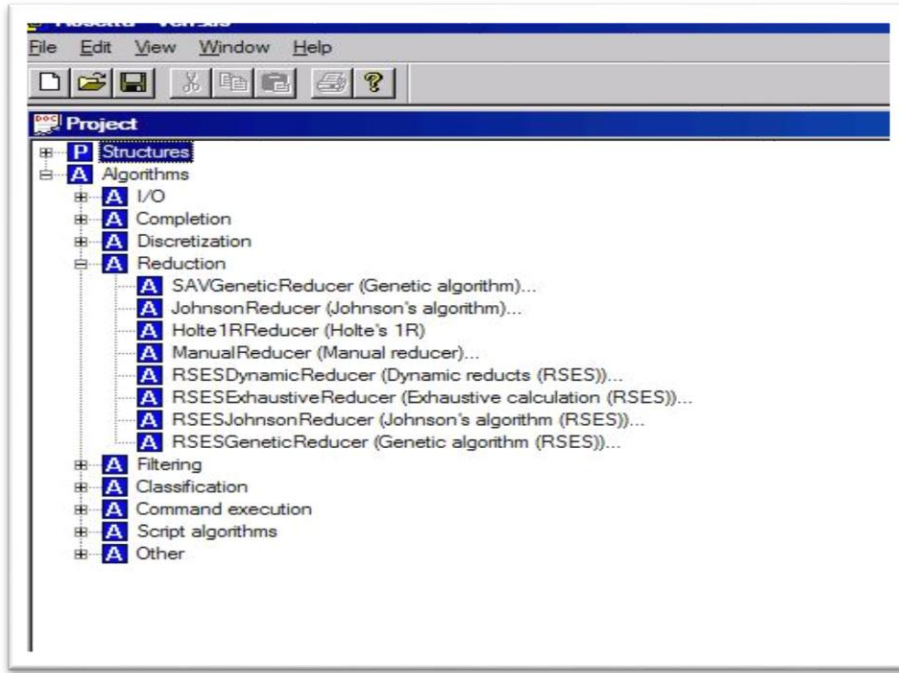 File Edit View Window Help
Project
Structures
Algorithms
I/O
Completion
Discretization
Reduction
SAVGeneticReducer (Genetic algorithm)...
JohnsonReducer (Johnson's algorithm)...
Holte1RReducer (Holte's 1R)
ManualReducer (Manual reducer)...
RSESDynamicReducer (Dynamic reducts (RSES))...
RSESExhaustiveReducer (Exhaustive calculation (RSES))...
RSESJohnsonReducer (Johnson's algorithm (RSES))...
RSESGeneticReducer (Genetic algorithm (RSES))...
Filtering
Classification
Command execution
Script algorithms
Other